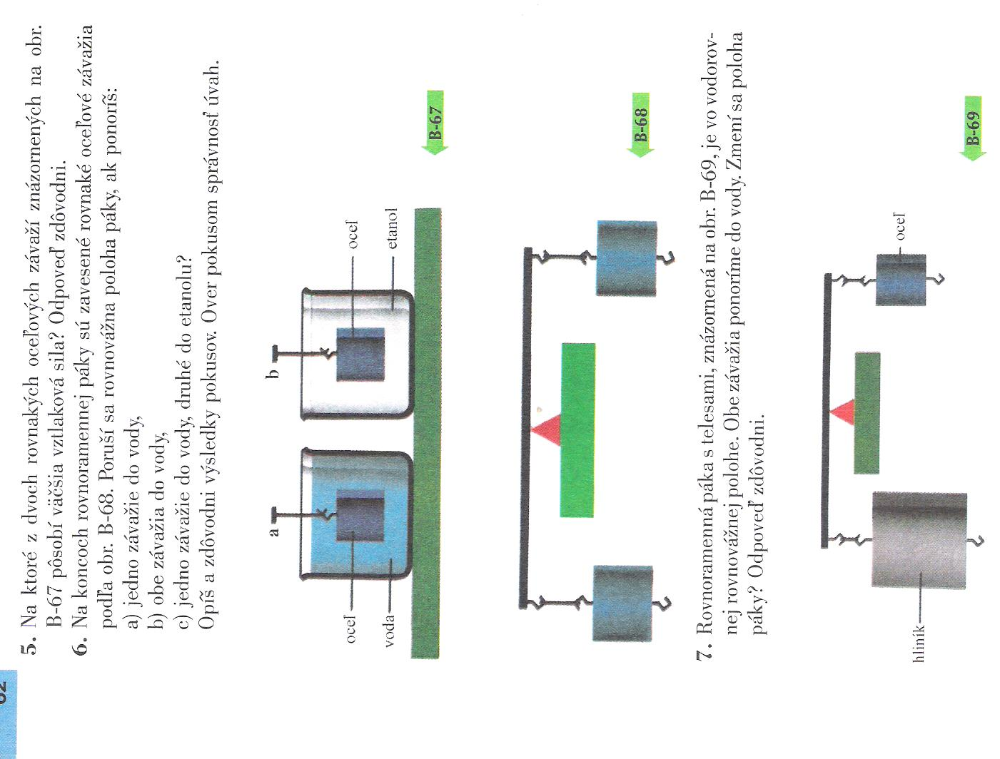 5. Na ktoré z dvoch rovnakých oceľových závaží znázornených na obr.
B-67 pôsobí väčšia vztlaková sila? Odpoveď zdôvodni.
6. Na koncoch rovnoramennej páky sú zavesené rovnaké oceľové závažia
podľa obr. B-68. Poruší sa rovnovážna poloha páky, ak ponoríš:
a) jedno závažie do vody,
b) obe závažia do vody,
c) jedno závažie do vody, druhé do etanolu?
Opíš a zdôvodni výsledky pokusov. Over pokusom správnosť úvah.
a
b
oceľ
voda
oceľ
etanol
B-67
B-68
7. Rovnoramenná páka s telesami, znázornená na obr. B-69, je vo vodorov-
nej rovnovážnej polohe. Obe závažia ponoríme do vody. Zmení sa poloha
páky? Odpoveď zdôvodni.
hliník
oceľ
B-69